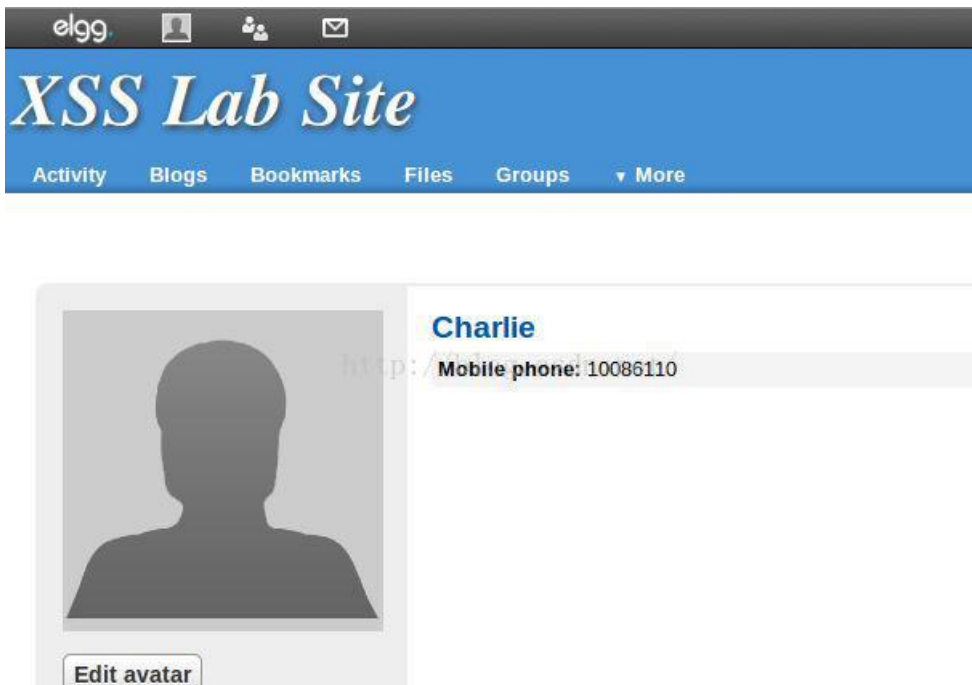 elgg.
XSS Lab Site
Activity Blogs Bookmarks Files Groups ▾ More
Charlie
Mobile phone: 10086110
Edit avatar